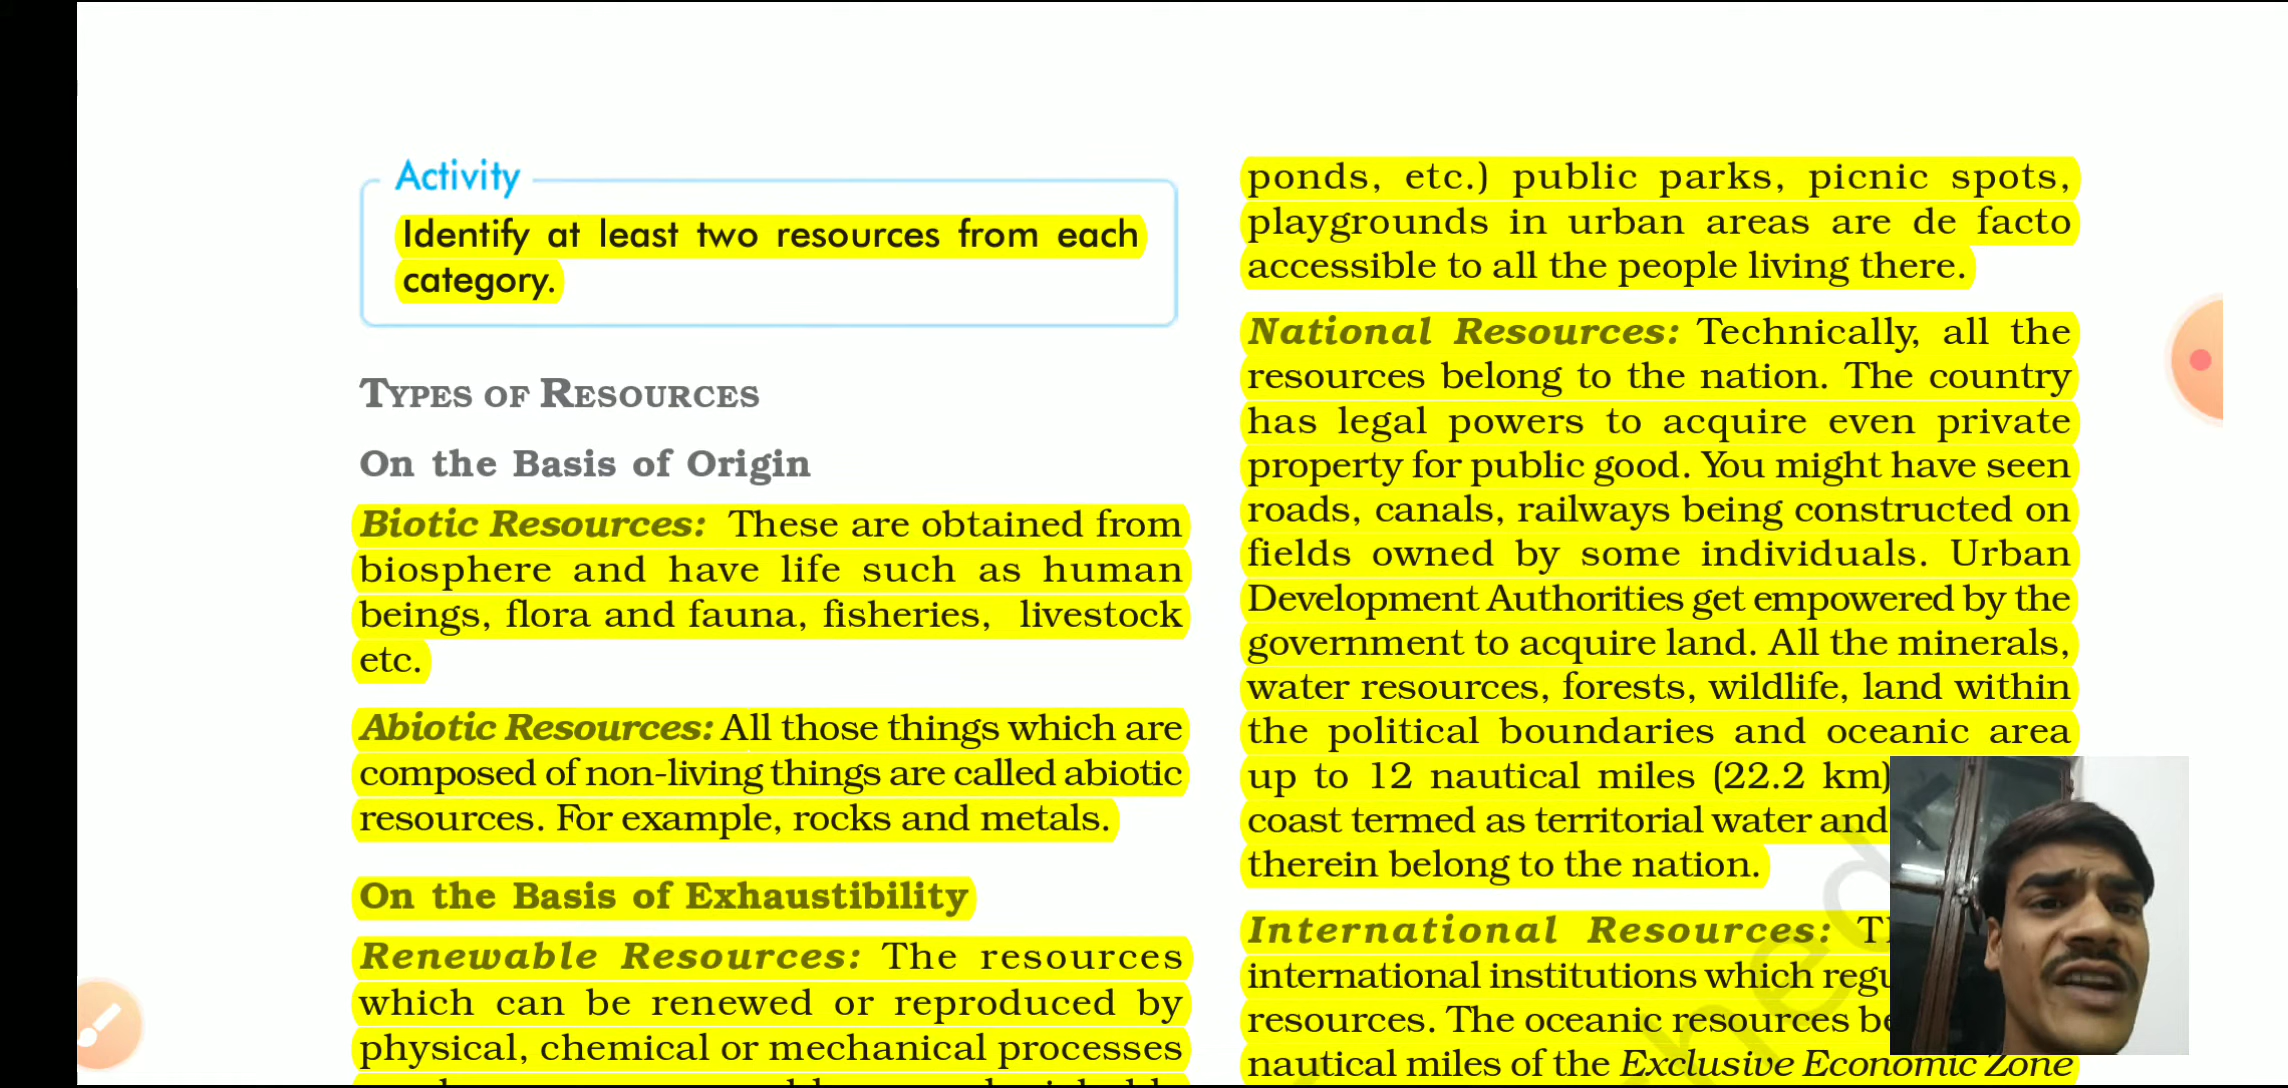 Activity
Identify at least two resources from each
category.
TYPES OF RESOURCES
On the Basis of Origin
Biotic Resources: These are obtained from
biosphere and have life such as human
beings, flora and fauna, fisheries, livestock
etc.
Abiotic Resources: All those things which are
composed of non-living things are called abiotic
resources. For example, rocks and metals.
On the Basis of Exhaustibility
Renewable Resources: The resources
which can be renewed or reproduced by
physical, chemical or mechanical processes
ponds, etc.) public parks, picnic spots,
playgrounds in urban areas are de facto
accessible to all the people living there.
National Resources: Technically, all the
resources belong to the nation. The country
has legal powers to acquire even private
property for public good. You might have seen
roads, canals, railways being constructed on
fields owned by some individuals. Urban
Development Authorities get empowered by the
government to acquire land. All the minerals,
water resources, forests, wildlife, land within
the political boundaries and oceanic area
up to 12 nautical miles (22.2 km)
coast termed as territorial water and
therein belong to the nation.
International Resources:
international institutions which
resources. The oceanic resources
nautical miles of the Exclusive Economic Zone